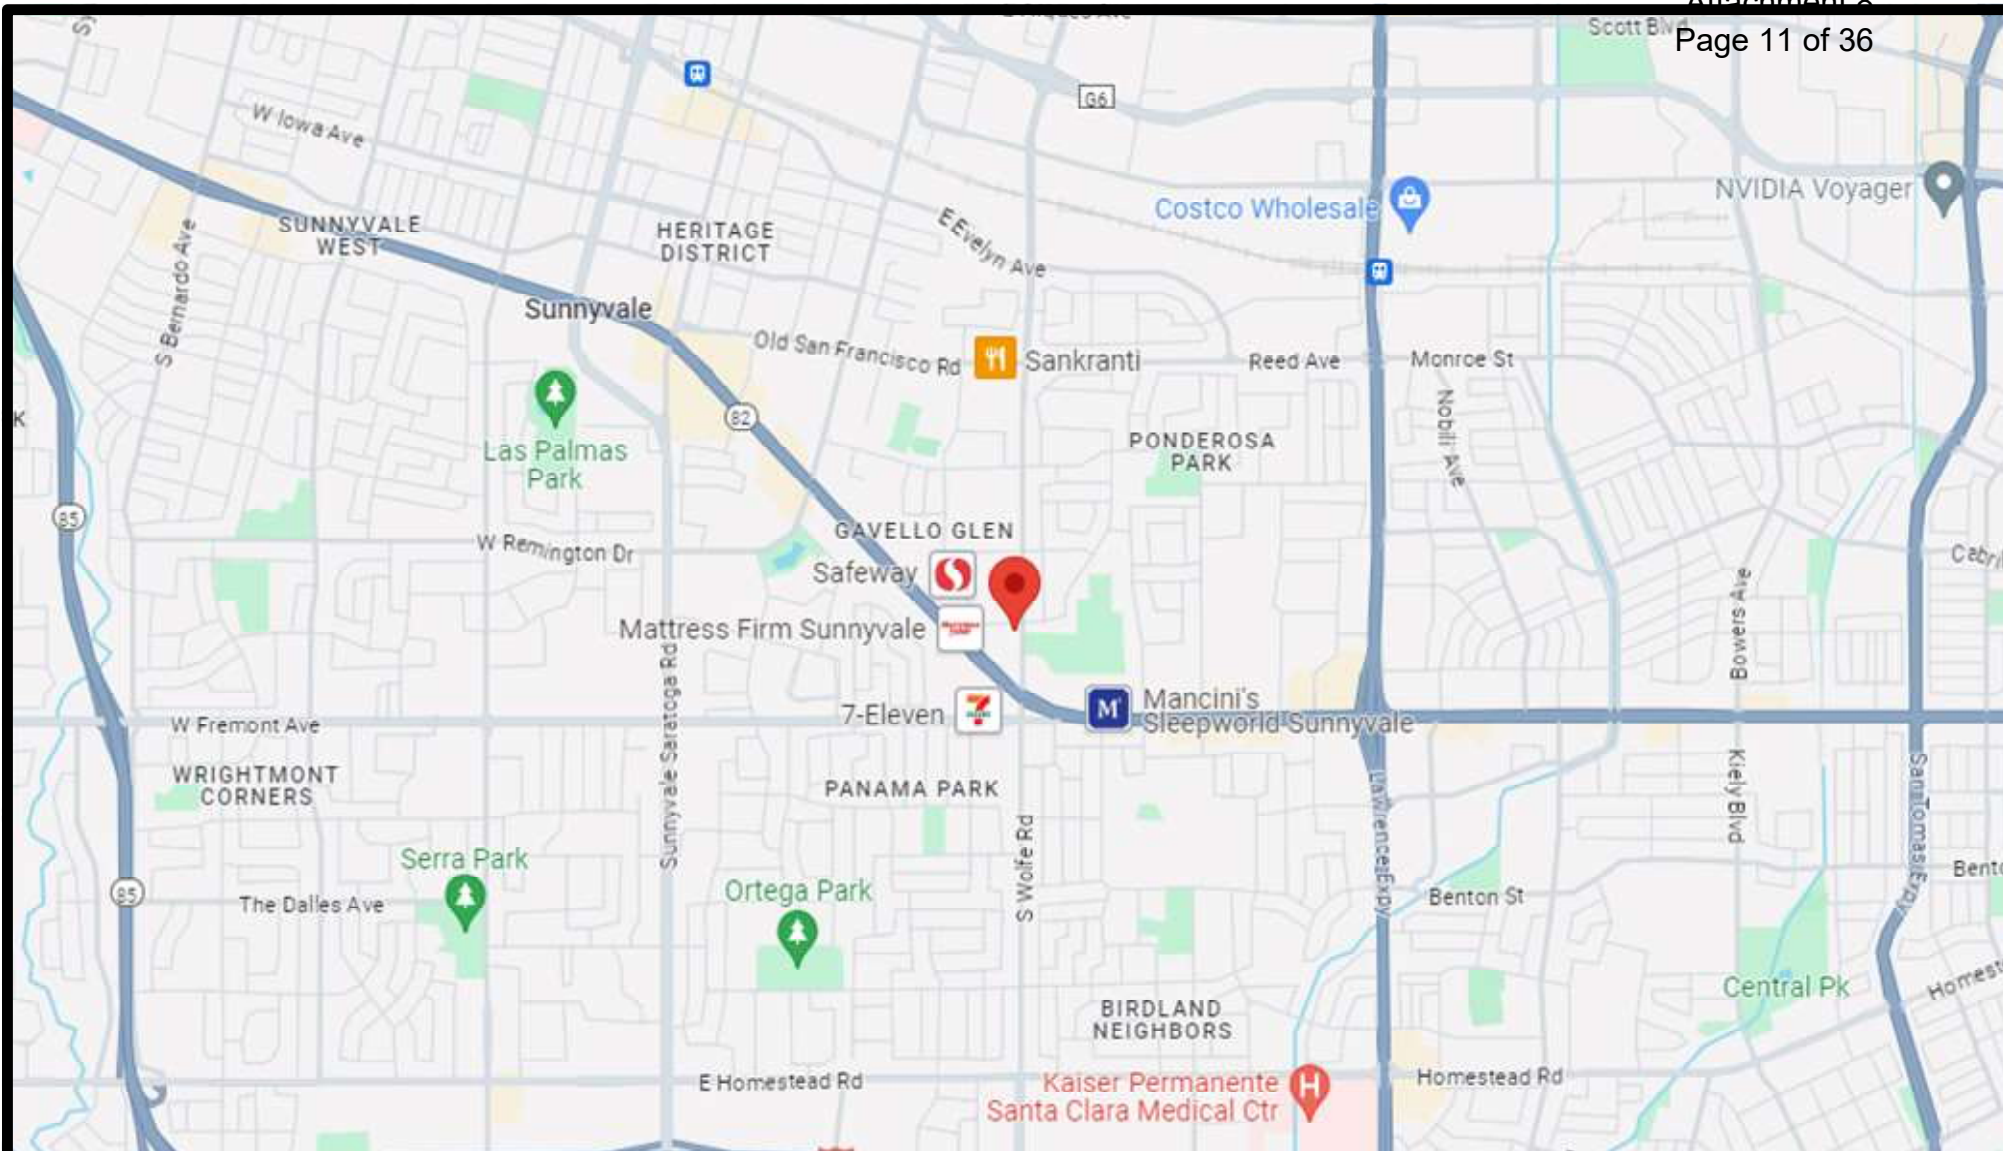 Page 11 of 36
G6
W Iowa Ave
Costco Wholesale
NVIDIA Voyager
SUNNYVALE
WEST
HERITAGE
DISTRICT
E Evelyn Ave
S Bernardo Ave
Sunnyvale
Old San Francisco Rd
Sankranti
Reed Ave
Monroe St
K
82
Las Palmas
Park
PONDEROSA
PARK
Nobili Ave
85
GAVELLO GLEN
W Remington Dr
Safeway
Mattress Firm Sunnyvale
Bowers Ave
7-Eleven
M
Mancini's
Sleepworld Sunnyvale
W Fremont Ave
Sunnyvale Saratoga Rd
WRIGHTMONT
CORNERS
PANAMA PARK
Kiely Blvd
San Tomas Expy
Lawrence Expy
S Wolfe Rd
Serra Park
Ortega Park
85
The Dalles Ave
Benton St
Central Pk
BIRDLAND
NEIGHBORS
E Homestead Rd
Kaiser Permanente
Santa Clara Medical Ctr
H
Homestead Rd